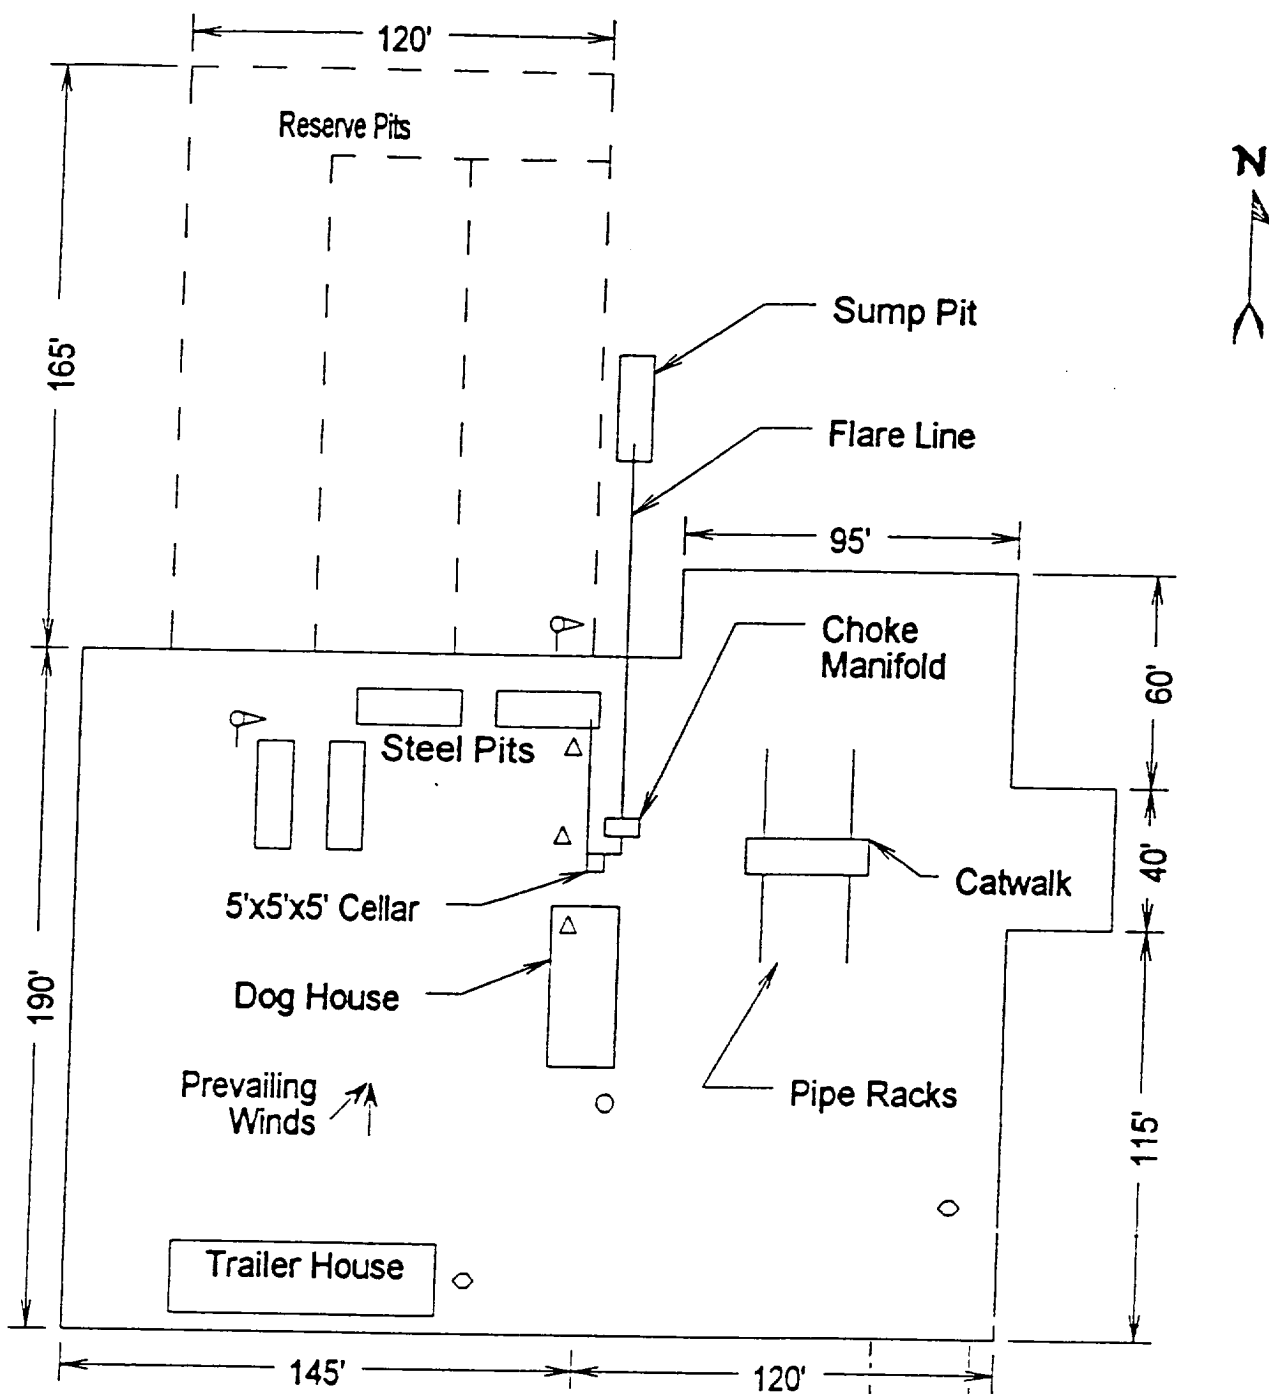 120'
Reserve Pits
N
Sump Pit
165'
Flare Line
95'
Choke
Manifold
60'
Steel Pits
40'
Catwalk
5'x5'x5' Cellar
Dog House
190'
Prevailing
Winds
Pipe Racks
115'
Trailer House
145'
120'